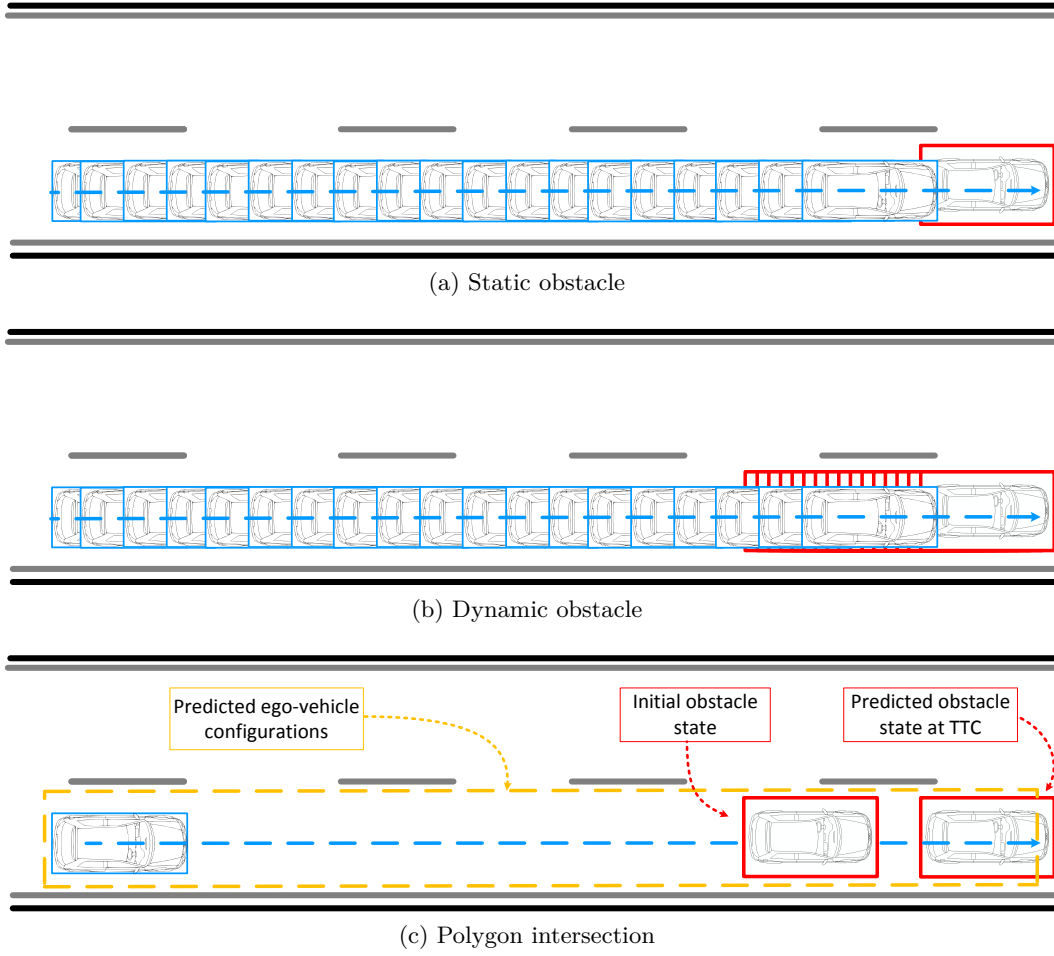 (a) Static obstacle
(b) Dynamic obstacle
Predicted ego-vehicle
configurations
Initial obstacle
state
Predicted obstacle
state at TTC
(c) Polygon intersection